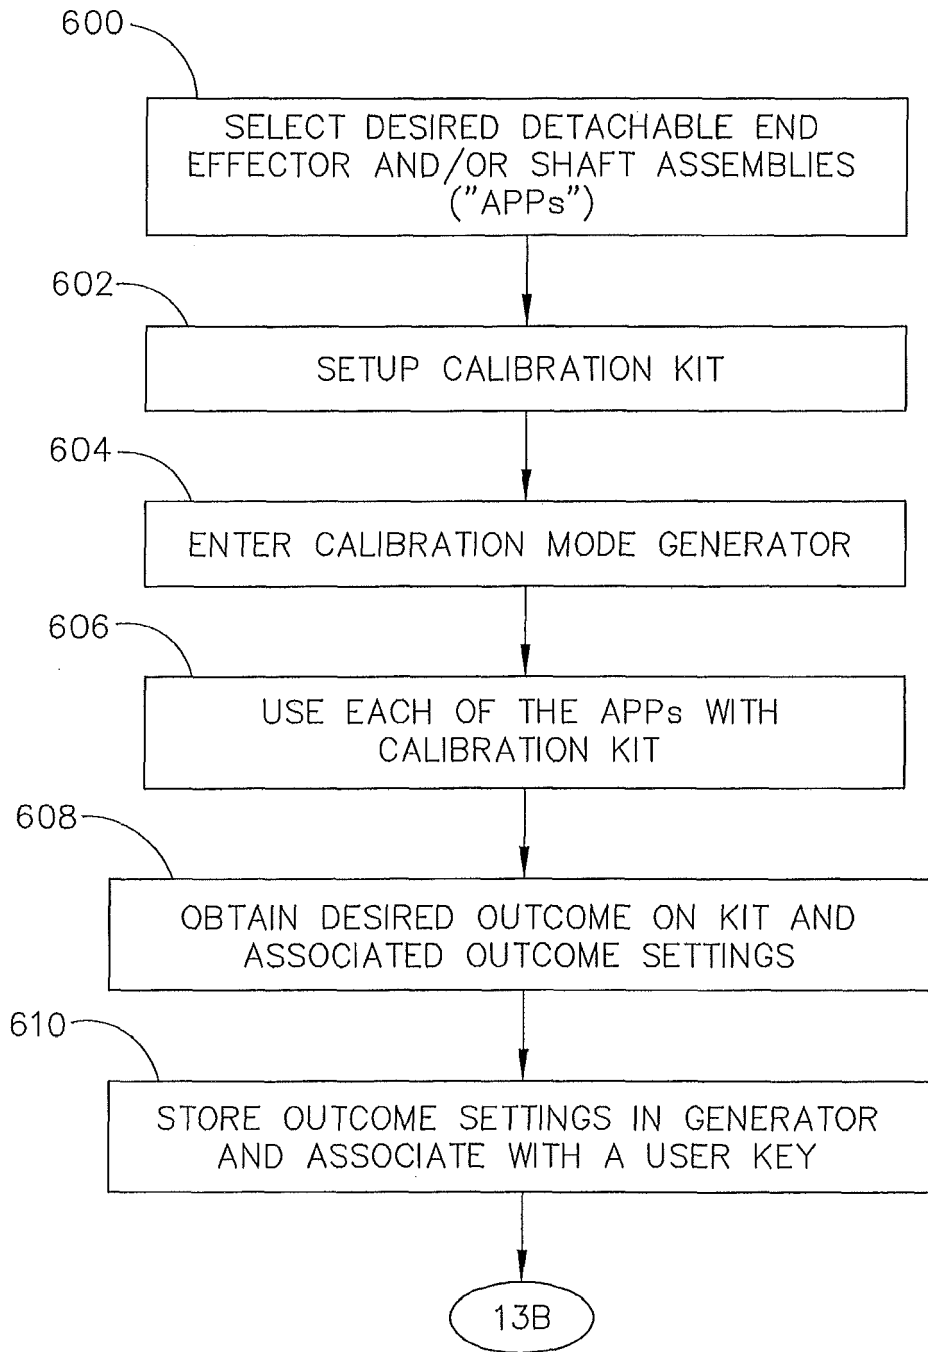 600
SELECT DESIRED DETACHABLE END
EFFECTOR AND/OR SHAFT ASSEMBLIES
("APPs")
602
SETUP CALIBRATION KIT
604
ENTER CALIBRATION MODE GENERATOR
606
USE EACH OF THE APPs WITH
CALIBRATION KIT
608
OBTAIN DESIRED OUTCOME ON KIT AND
ASSOCIATED OUTCOME SETTINGS
610
STORE OUTCOME SETTINGS IN GENERATOR
AND ASSOCIATE WITH A USER KEY
13B